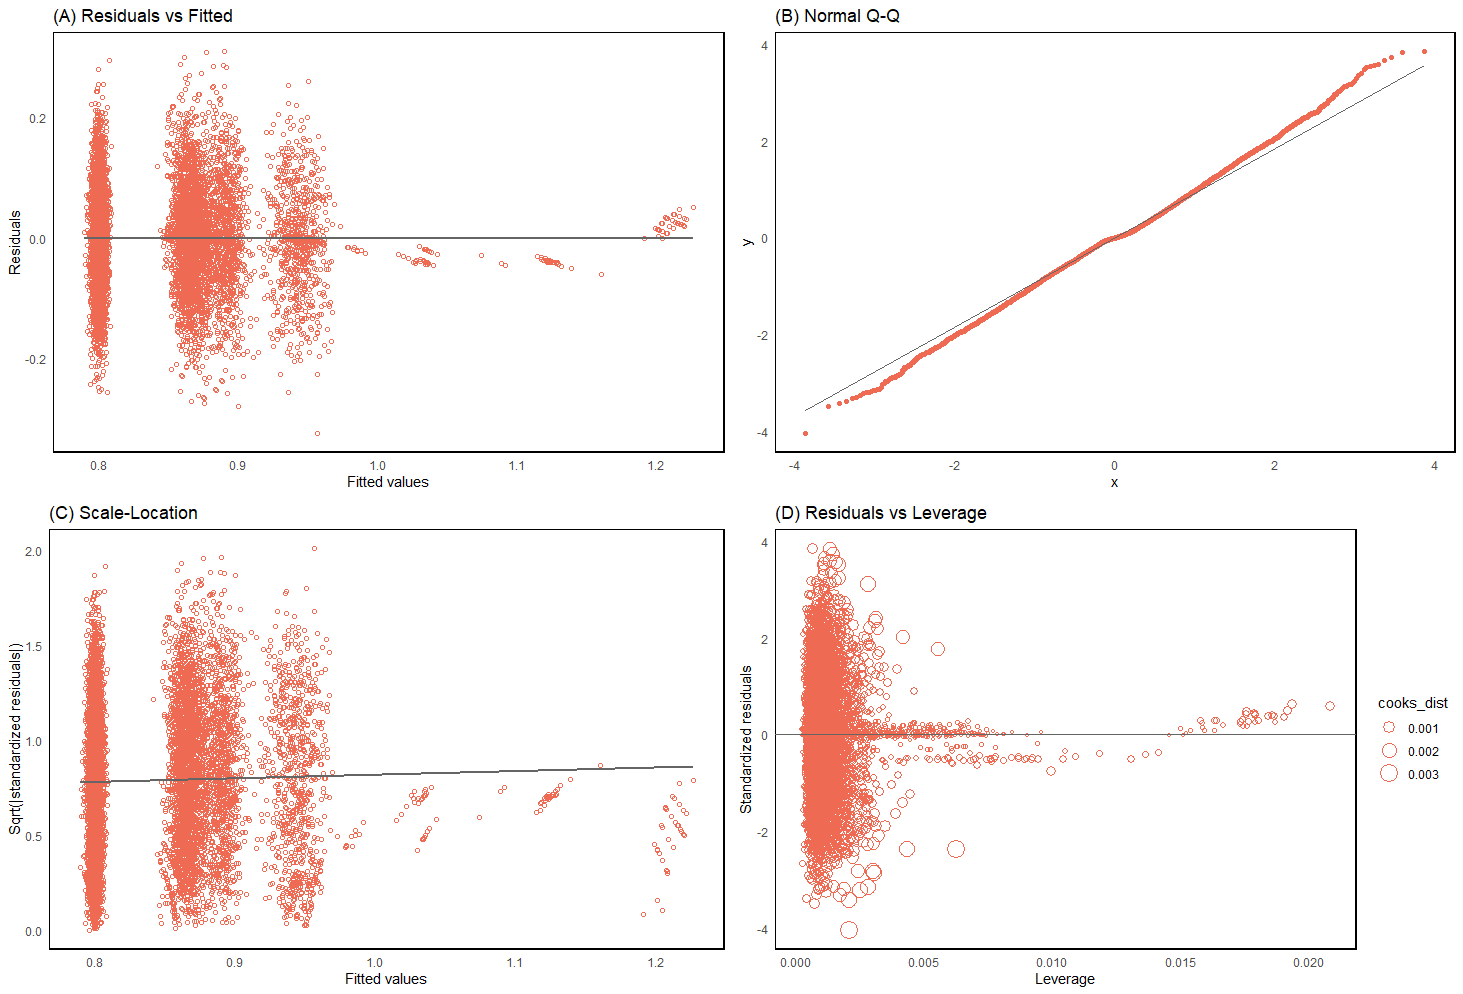 (A) Residuals vs Fitted
0.2
0.0
-0.2
Residuals
0.8 0.9 1.0 1.1 1.2
Fitted values
(B) Normal Q-Q
4
2
0
-2
-4
y
-4 -2 0 2 4
x
(C) Scale-Location
2.0
1.5
1.0
0.5
0.0
Sqrt(|standardized residuals|)
0.8 0.9 1.0 1.1 1.2
Fitted values
(D) Residuals vs Leverage
4
2
0
-2
-4
Standardized residuals
0.000 0.005 0.010 0.015 0.020
Leverage
cooks_dist
0.001
0.002
0.003